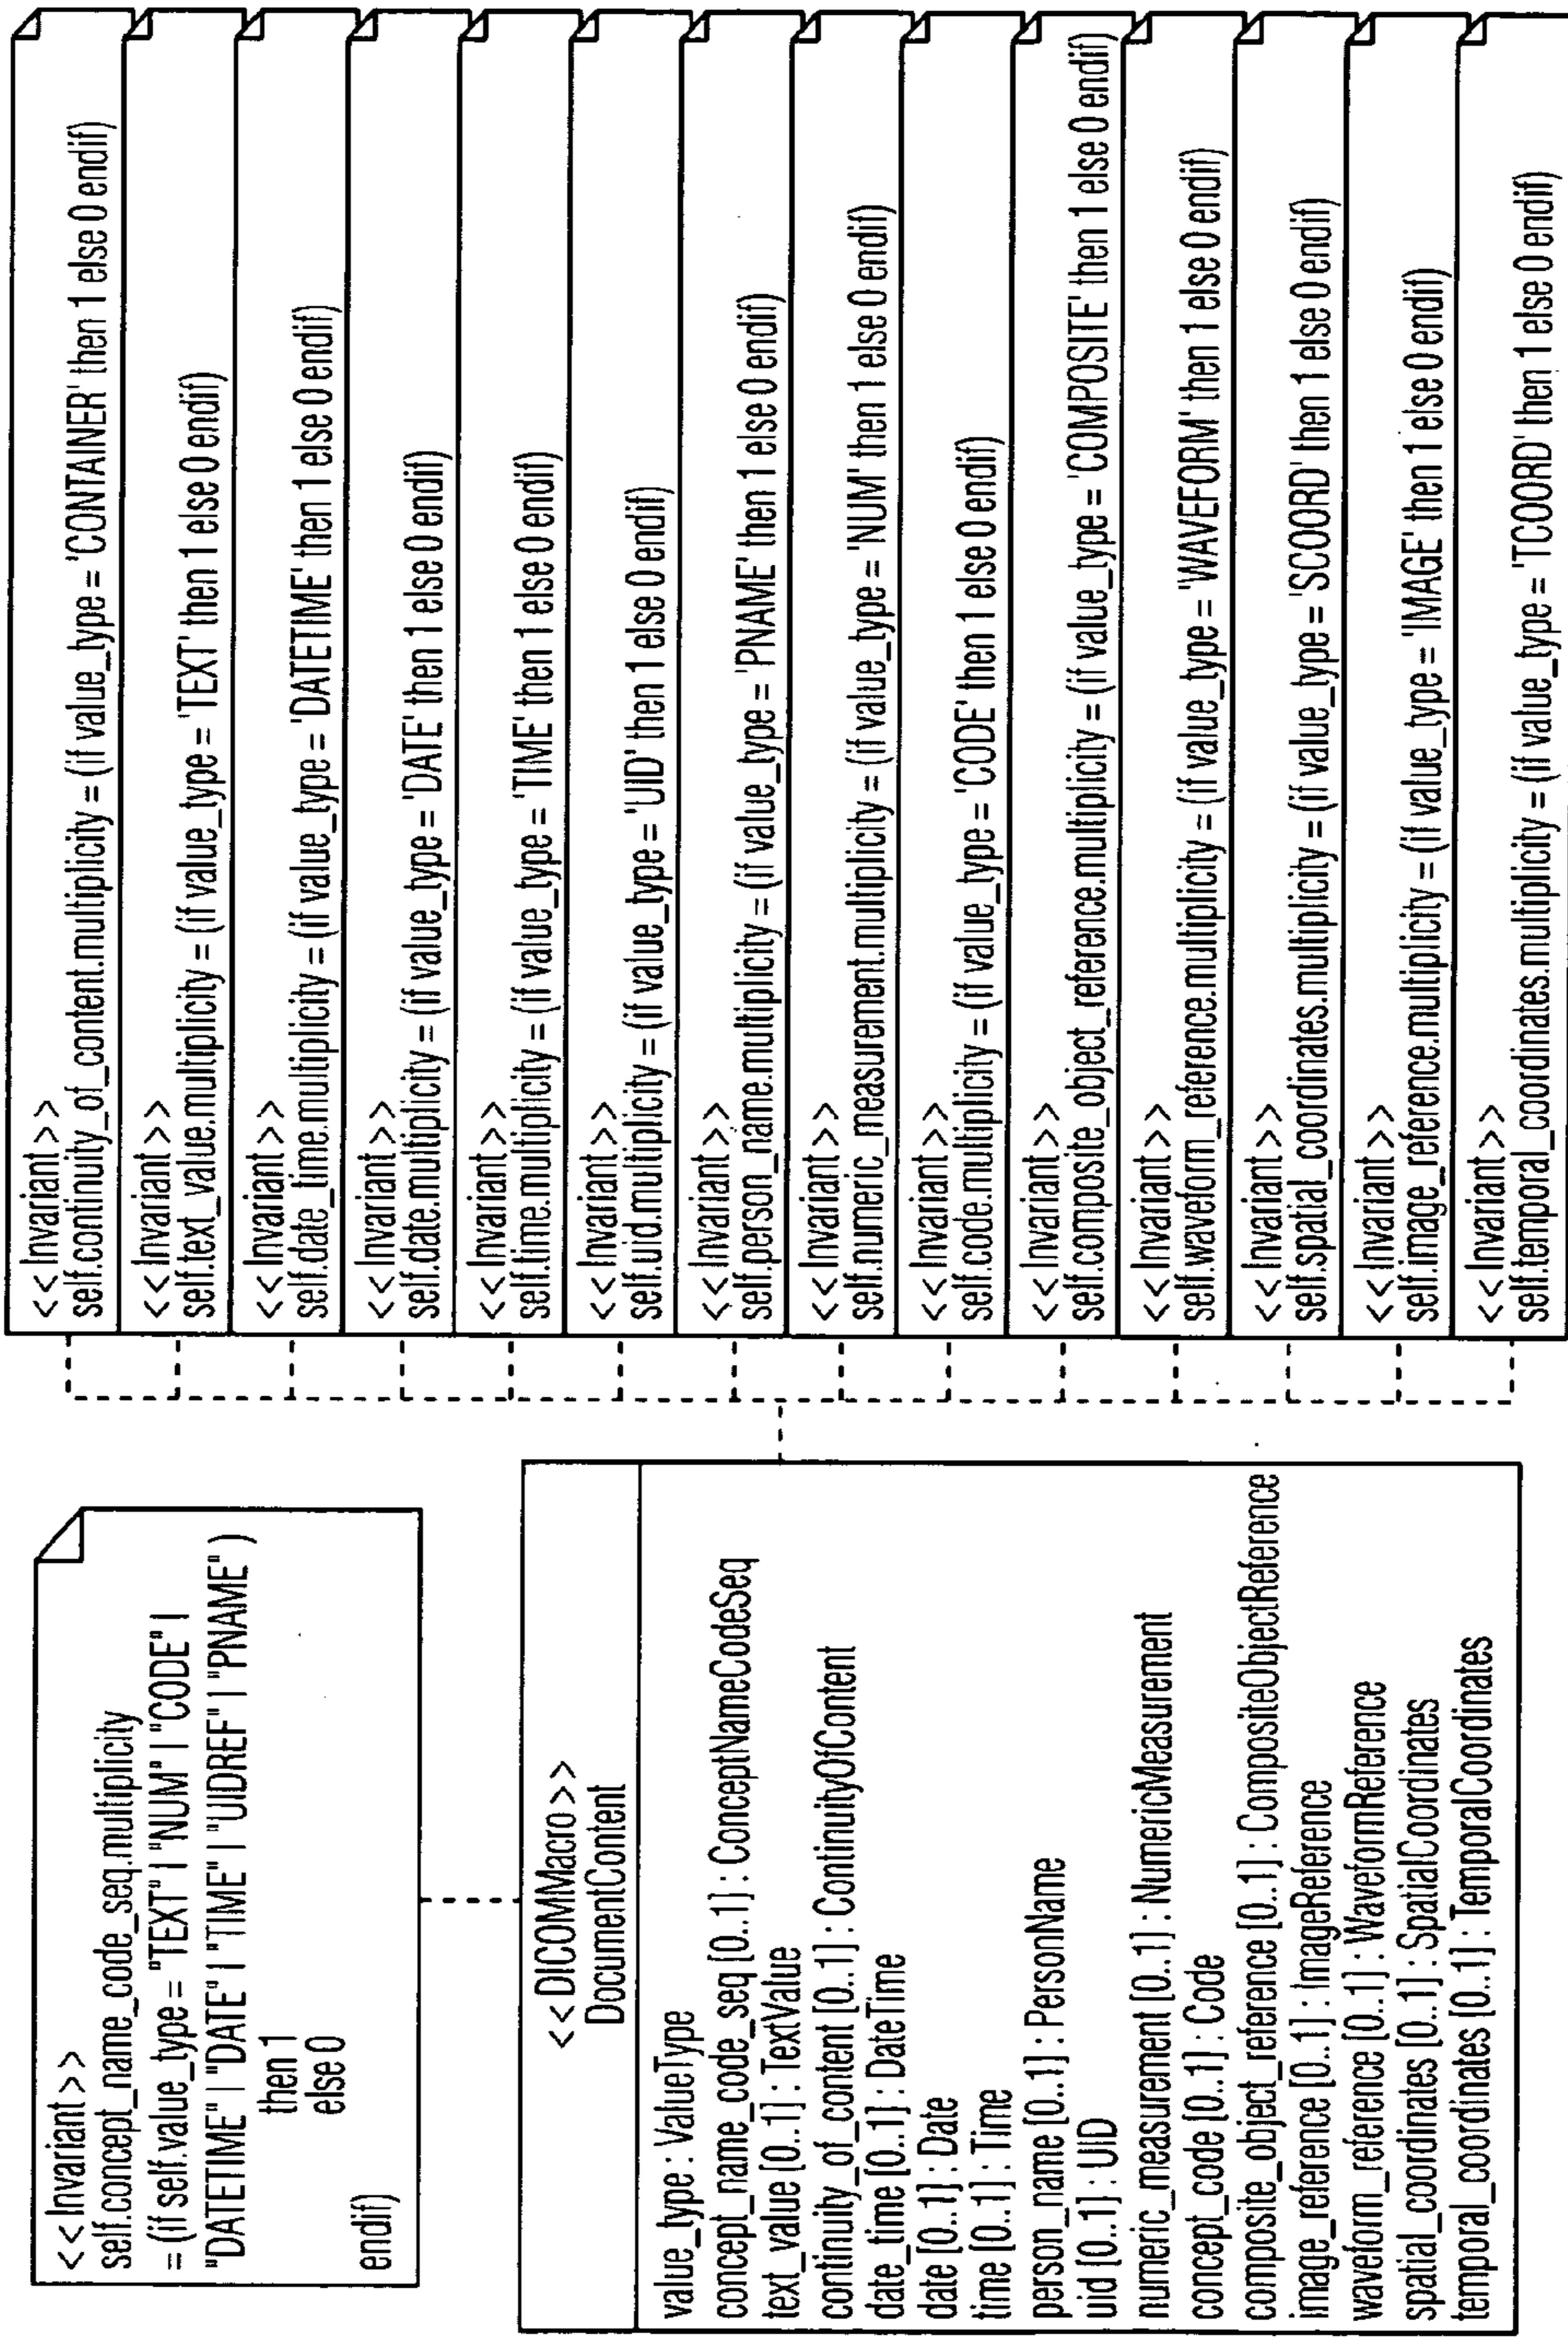 <<Invariant>>
self.concept_name_code_seq.multiplicity
= (if self.value_type = "TEXT" | "NUM" | "CODE" |
"DATETIME" | "DATE" | "TIME" | "UIDREF" | "PNAME" )
then 1
else 0
endif)
<<DICOMMacro>>
DocumentContent
value_type : ValueType
concept_name_code_seq [0..1] : ConceptNameCodeSeq
text_value [0..1] : TextValue
continuity_of_content [0..1] : ContinuityOfContent
date_time [0..1] : DateTime
date [0..1] : Date
time [0..1] : Time
person_name [0..1] : PersonName
uid [0..1] : UID
numeric_measurement [0..1] : NumericMeasurement
concept_code [0..1] : Code
composite_object_reference [0..1] : CompositeObjectReference
image_reference [0..1] : ImageReference
waveform_reference [0..1] : WaveformReference
spatial_coordinates [0..1] : SpatialCoordinates
temporal_coordinates [0..1] : TemporalCoordinates
<<Invariant>>
self.continuity_of_content.multiplicity = (if value_type = 'CONTAINER' then 1 else 0 endif)
<<Invariant>>
self.text_value.multiplicity = (if value_type = 'TEXT' then 1 else 0 endif)
<<Invariant>>
self.date_time.multiplicity = (if value_type = 'DATETIME' then 1 else 0 endif)
<<Invariant>>
self.date.multiplicity = (if value_type = 'DATE' then 1 else 0 endif)
<<Invariant>>
self.time.multiplicity = (if value_type = 'TIME' then 1 else 0 endif)
<<Invariant>>
self.uid.multiplicity = (if value_type = 'UID' then 1 else 0 endif)
<<Invariant>>
self.person_name.multiplicity = (if value_type = 'PNAME' then 1 else 0 endif)
<<Invariant>>
self.numeric_measurement.multiplicity = (if value_type = 'NUM' then 1 else 0 endif)
<<Invariant>>
self.code.multiplicity = (if value_type = 'CODE' then 1 else 0 endif)
<<Invariant>>
self.composite_object_reference.multiplicity = (if value_type = 'COMPOSITE' then 1 else 0 endif)
<<Invariant>>
self.waveform_reference.multiplicity = (if value_type = 'WAVEFORM' then 1 else 0 endif)
<<Invariant>>
self.spatial_coordinates.multiplicity = (if value_type = 'SCOORD' then 1 else 0 endif)
<<Invariant>>
self.image_reference.multiplicity = (if value_type = 'IMAGE' then 1 else 0 endif)
<<Invariant>>
self.temporal_coordinates.multiplicity = (if value_type = 'TCOORD' then 1 else 0 endif)